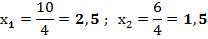 x₁ = 10/4 = 2,5 ; x₂ = 6/4 = 1,5